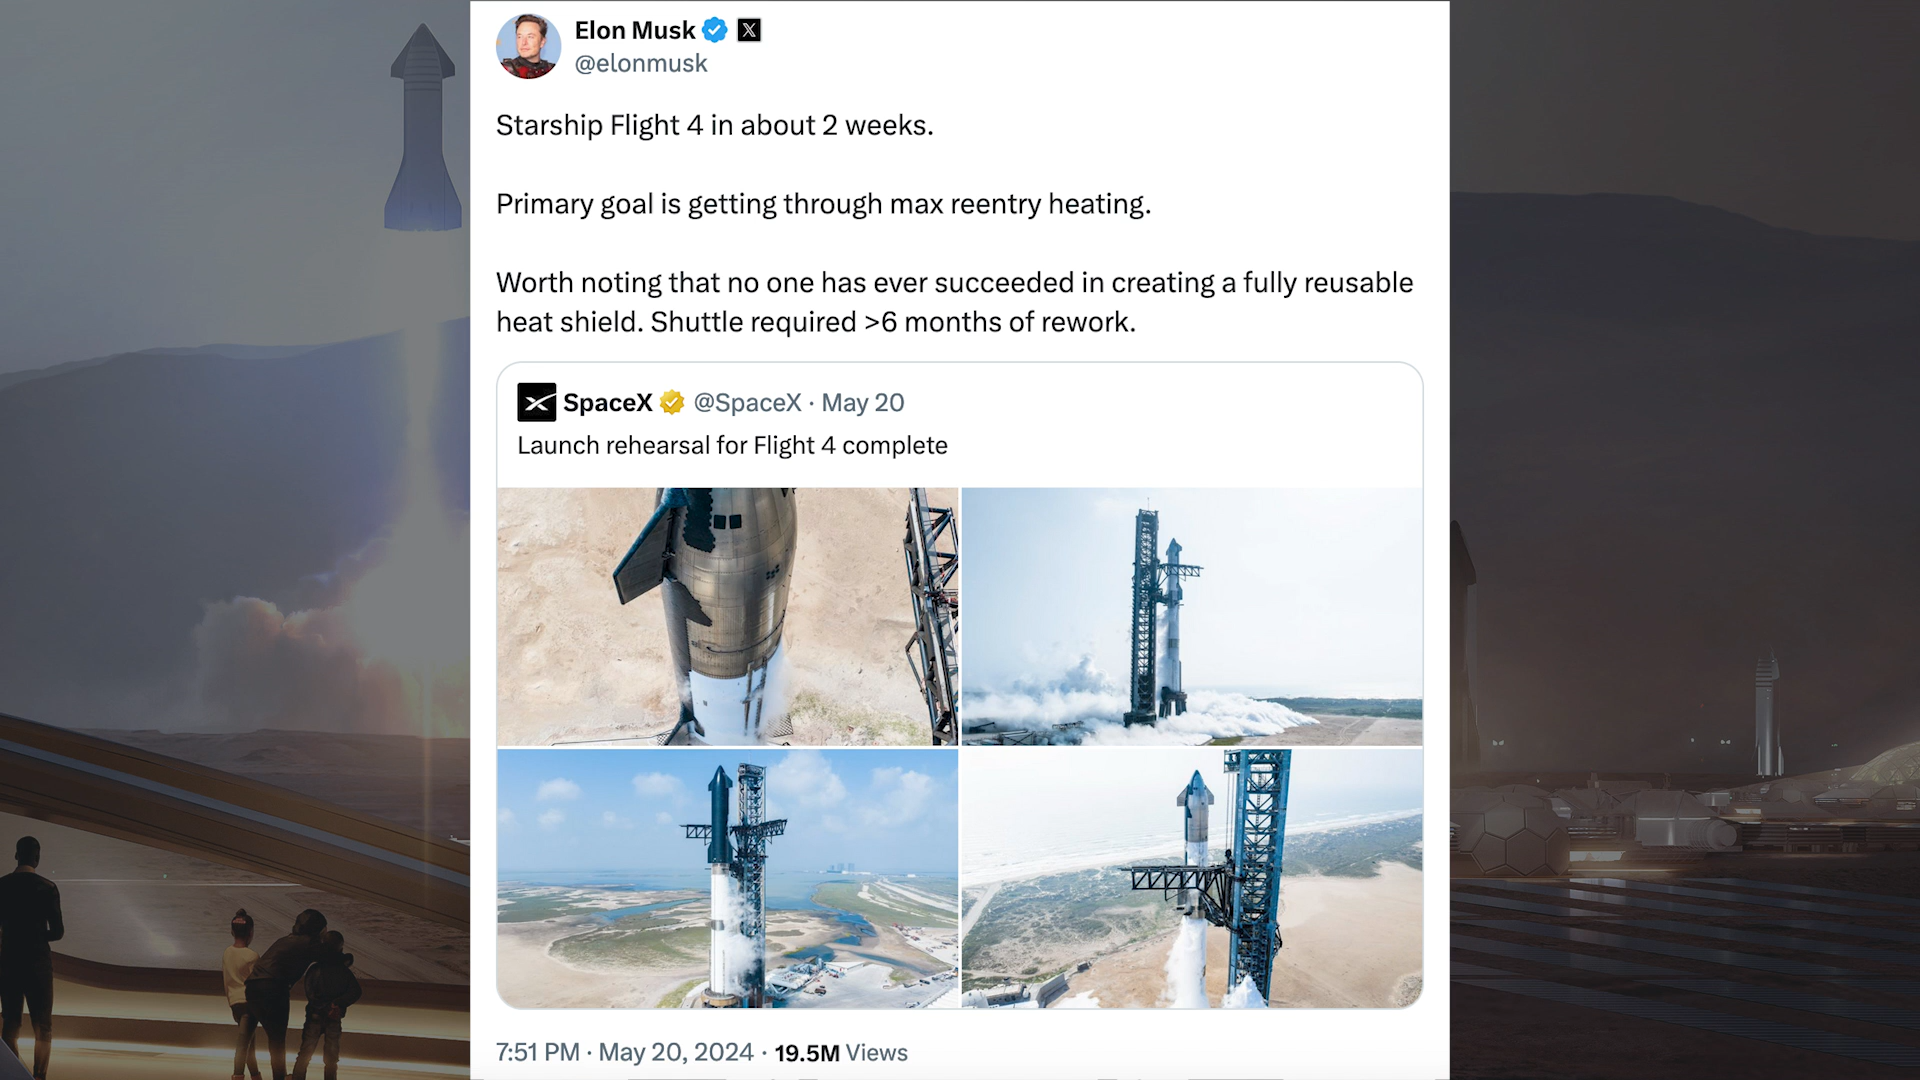 Elon Musk
@elonmusk
Starship Flight 4 in about 2 weeks.
Primary goal is getting through max reentry heating.
Worth noting that no one has ever succeeded in creating a fully reusable
heat shield. Shuttle required >6 months of rework.
SpaceX @SpaceX · May 20
Launch rehearsal for Flight 4 complete
7:51 PM · May 20, 2024 · 19.5M Views